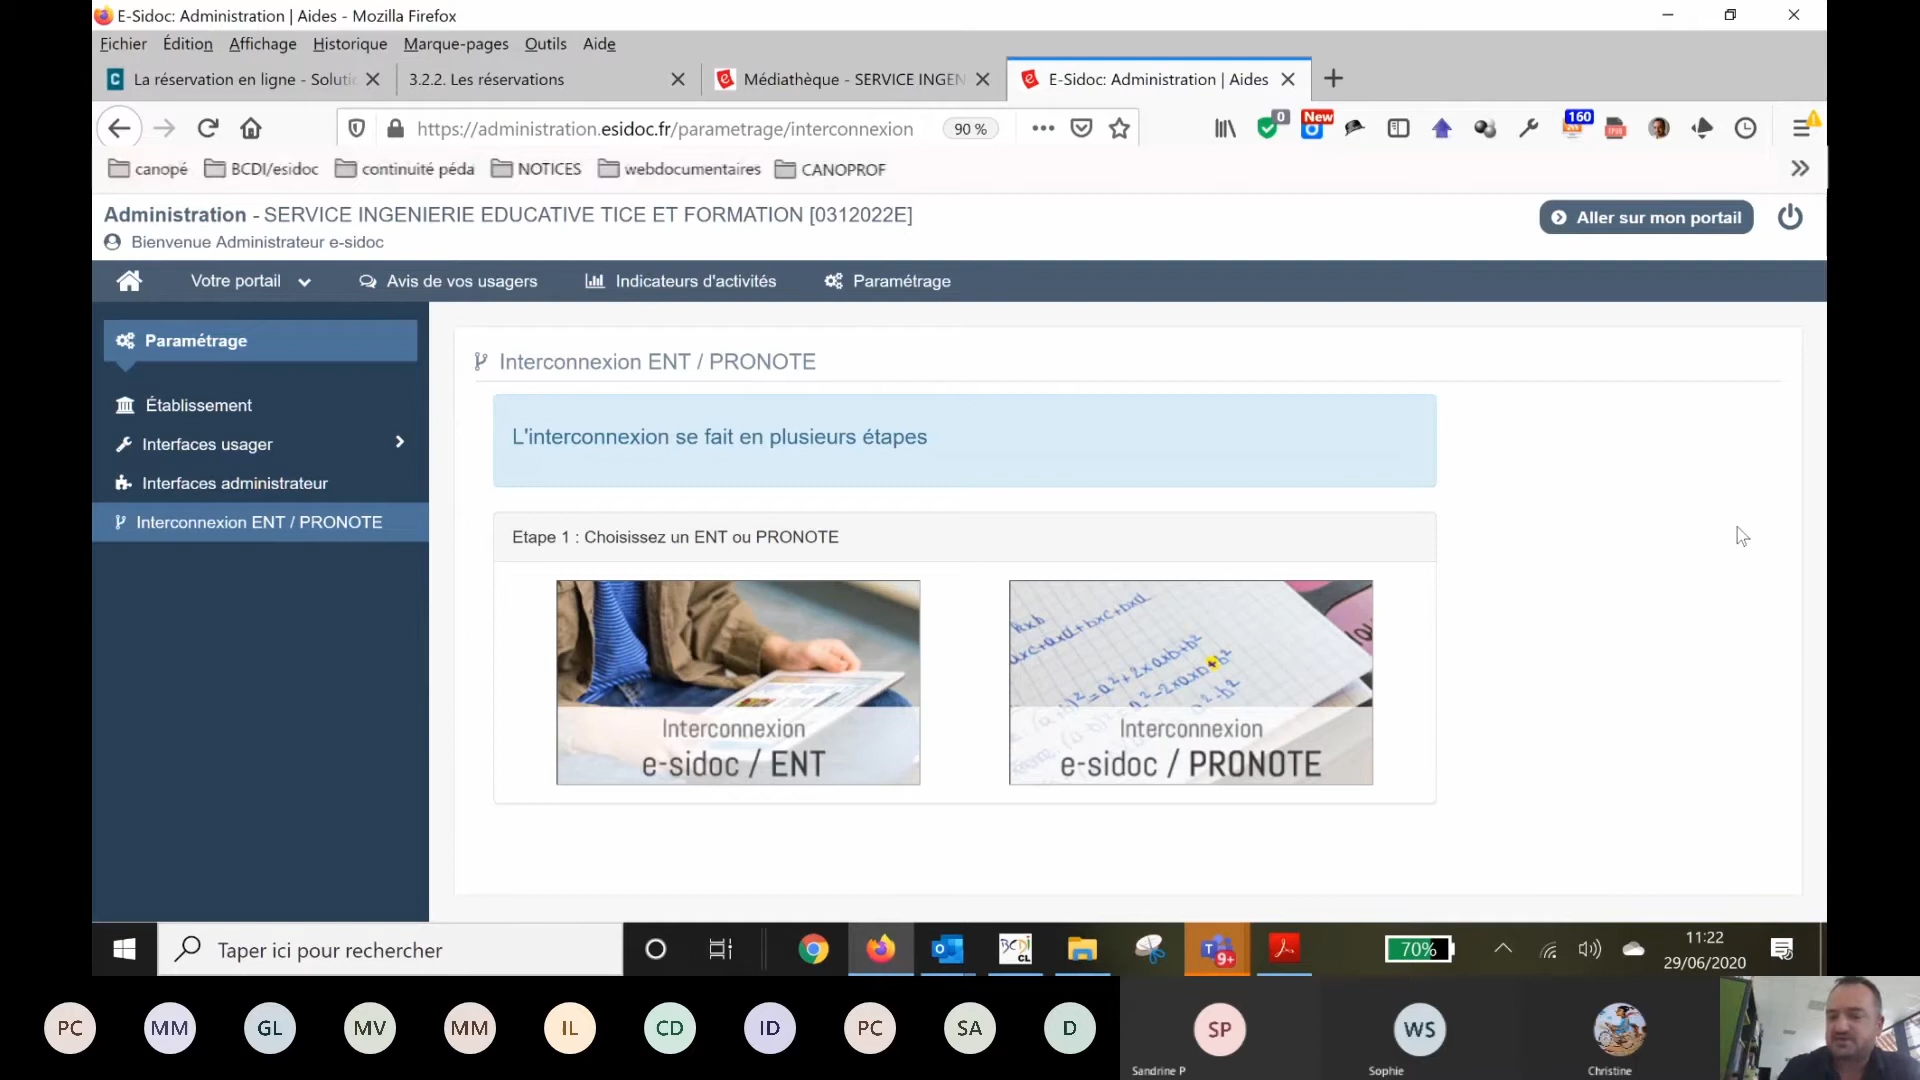 E-Sidoc: Administration | Aides - Mozilla Firefox
Fichier Édition Affichage Historique Marque-pages Outils Aide
La réservation en ligne - Soluti
3.2.2. Les réservations
Médiathèque - SERVICE INGEN
E-Sidoc: Administration | Aides
https://administration.esidoc.fr/parametrage/interconnexion
90 %
0
New
160
canopé
BCDI/esidoc
continuité péda
NOTICES
webdocumentaires
CANOPROF
Administration - SERVICE INGENIERIE EDUCATIVE TICE ET FORMATION [0312022E]
Aller sur mon portail
Bienvenue Administrateur e-sidoc
Votre portail
Avis de vos usagers
Indicateurs d'activités
Paramétrage
Paramétrage
Établissement
Interfaces usager
Interfaces administrateur
Interconnexion ENT / PRONOTE
Interconnexion ENT / PRONOTE
L'interconnexion se fait en plusieurs étapes
Etape 1 : Choisissez un ENT ou PRONOTE
Interconnexion
e-sidoc / ENT
Interconnexion
e-sidoc / PRONOTE
Taper ici pour rechercher
BCDI
CL
9+
70%
11:22
29/06/2020
PC
MM
GL
MV
MM
IL
CD
ID
PC
SA
D
SP
WS
Sandrine P
Sophie
Christine